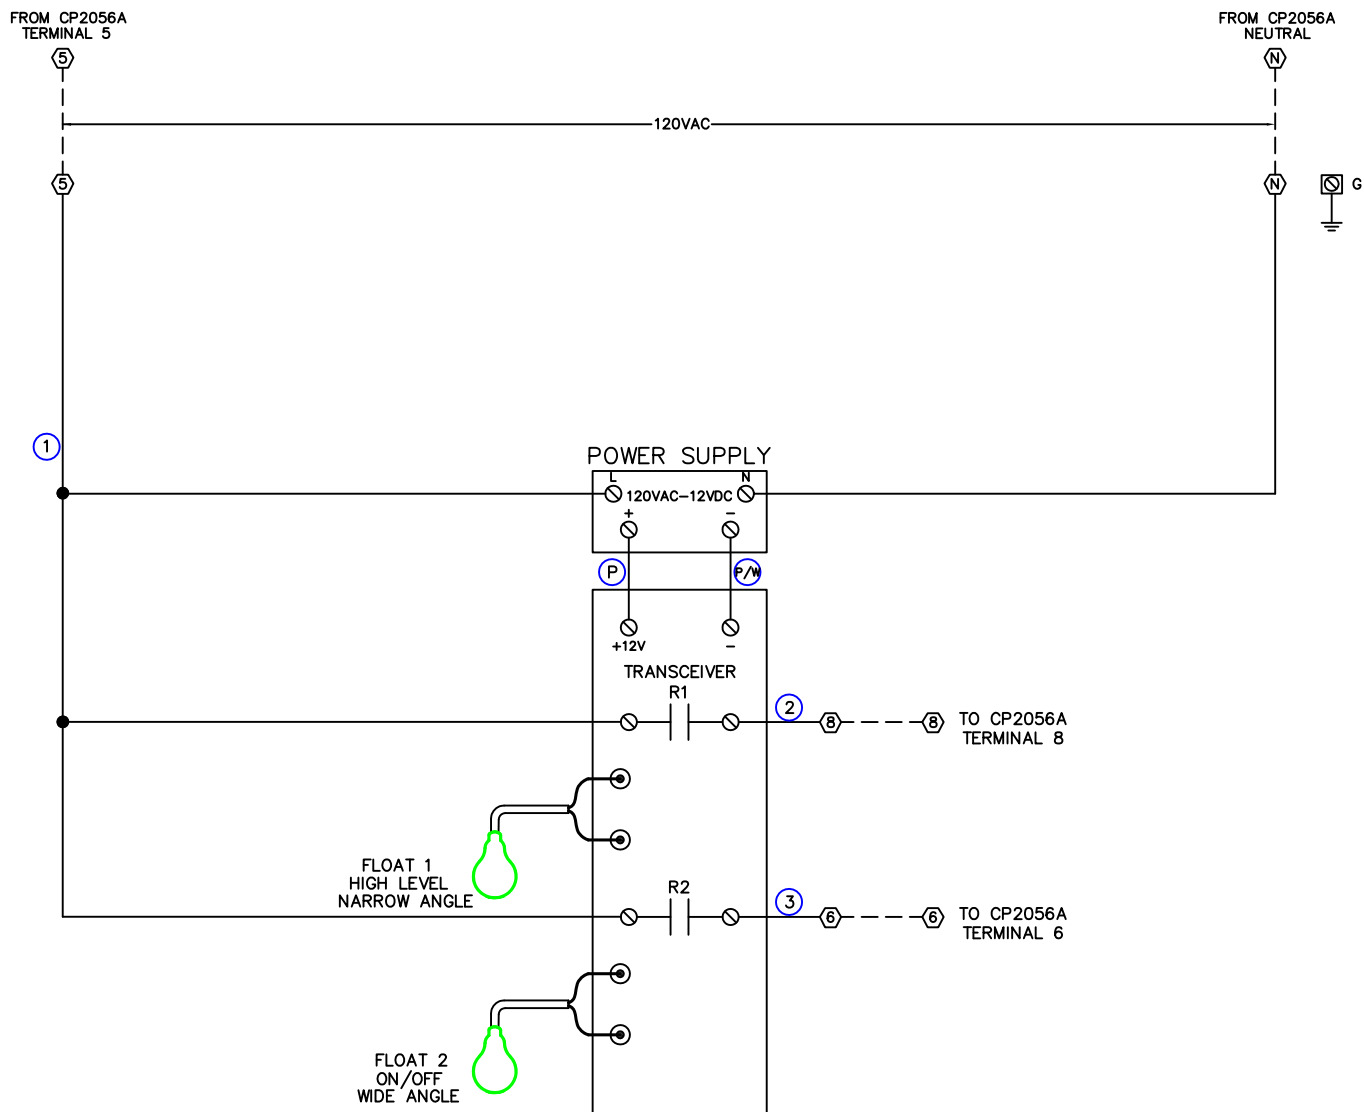 FROM CP2056A
TERMINAL 5
5
FROM CP2056A
NEUTRAL
N
120VAC
5
N
G
1
POWER SUPPLY
L
N
120VAC-12VDC
+
-
P
P/W
+12V
-
TRANSCEIVER
R1
2
8
8
TO CP2056A
TERMINAL 8
FLOAT 1
HIGH LEVEL
NARROW ANGLE
R2
3
6
6
TO CP2056A
TERMINAL 6
FLOAT 2
ON/OFF
WIDE ANGLE